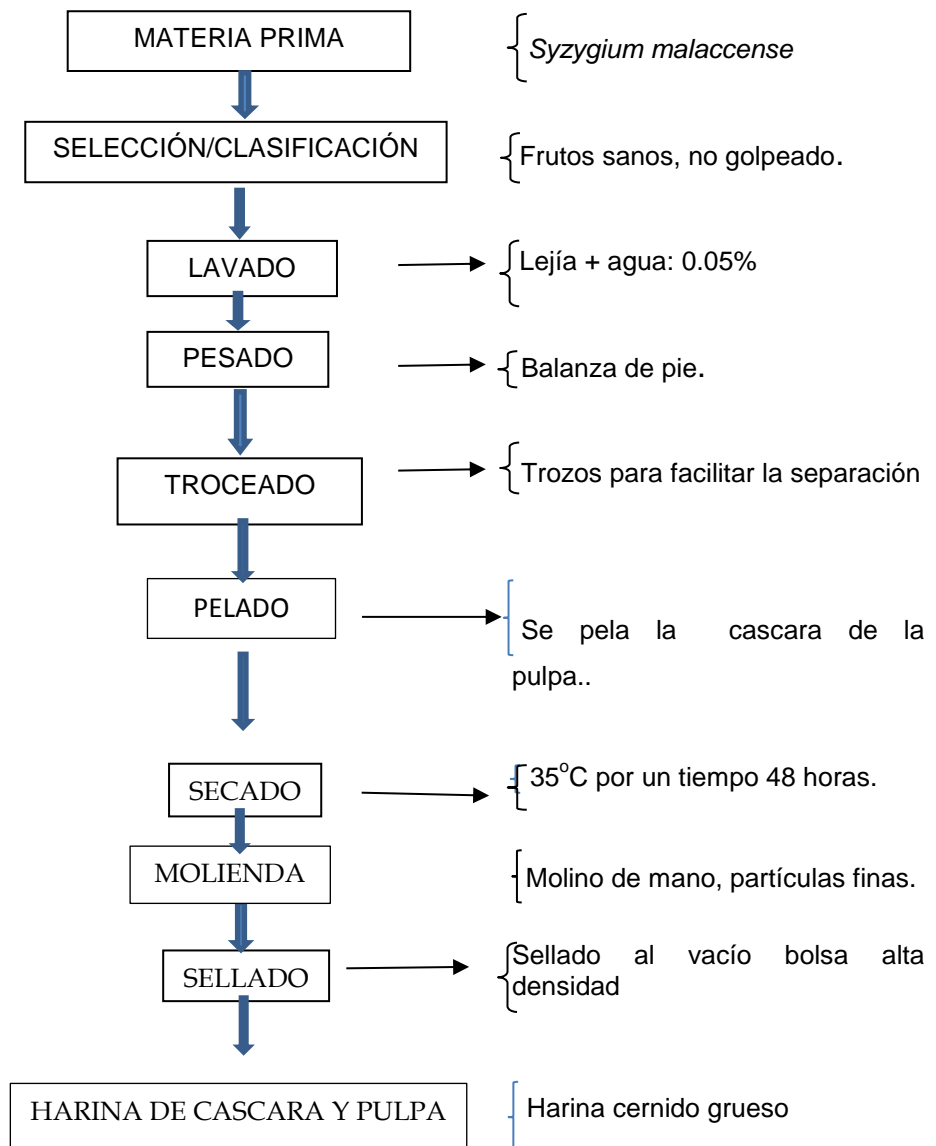 MATERIA PRIMA
Syzygium malaccense
SELECCIÓN/CLASIFICACIÓN
Frutos sanos, no golpeado.
LAVADO
Lejía + agua: 0.05%
PESADO
Balanza de pie.
TROCEADO
Trozos para facilitar la separación
PELADO
Se pela la cascara de la
pulpa..
SECADO
35°C por un tiempo 48 horas.
MOLIENDA
Molino de mano, partículas finas.
SELLADO
Sellado al vacío bolsa alta
densidad
HARINA DE CASCARA Y PULPA
Harina cernido grueso